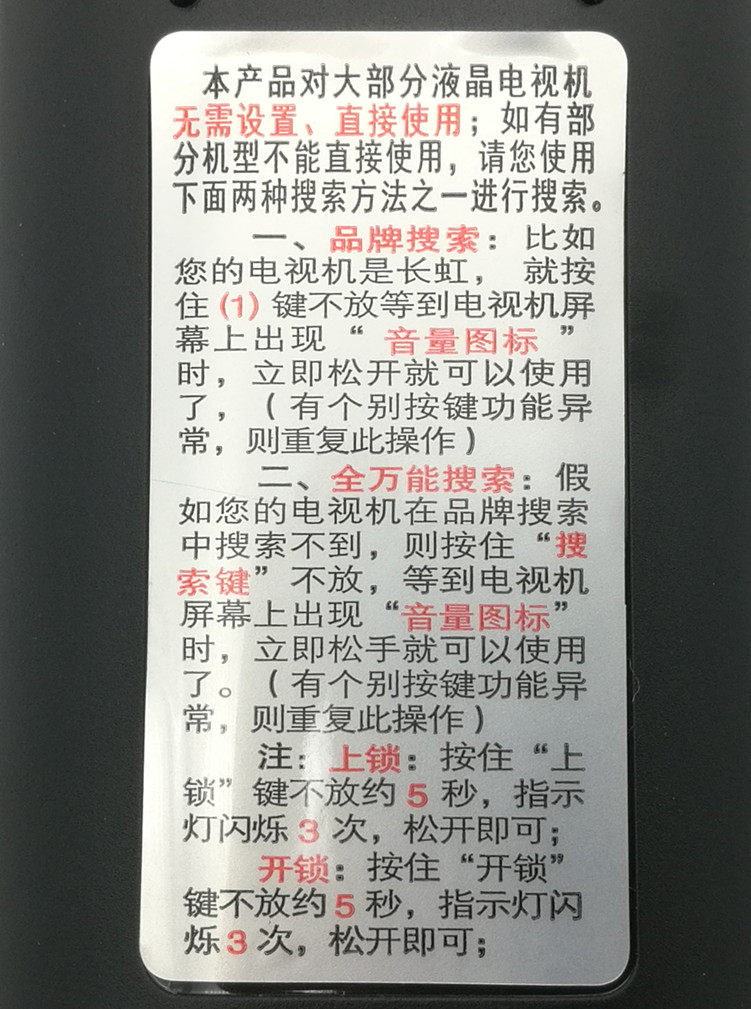 本产品对大部分液晶电视机
无需设置、直接使用；如有部
分机型不能直接使用，请您使用
下面两种搜索方法之一进行搜索。
一、品牌搜索：比如
您的电视机是长虹，就按
住(1)键不放等到电视机屏
幕上出现“音量图标”
时，立即松开就可以使用
了，(有个别按键功能异
常，则重复此操作)
二、全万能搜索：假
如您的电视机在品牌搜索
中搜索不到，则按住“搜
索键”不放，等到电视机
屏幕上出现“音量图标”
时，立即松手就可以使用
了。(有个别按键功能异
常，则重复此操作)
注：上锁：按住“上
锁”键不放约5秒，指示
灯闪烁3次，松开即可；
开锁：按住“开锁”
键不放约5秒，指示灯闪
烁3次，松开即可；